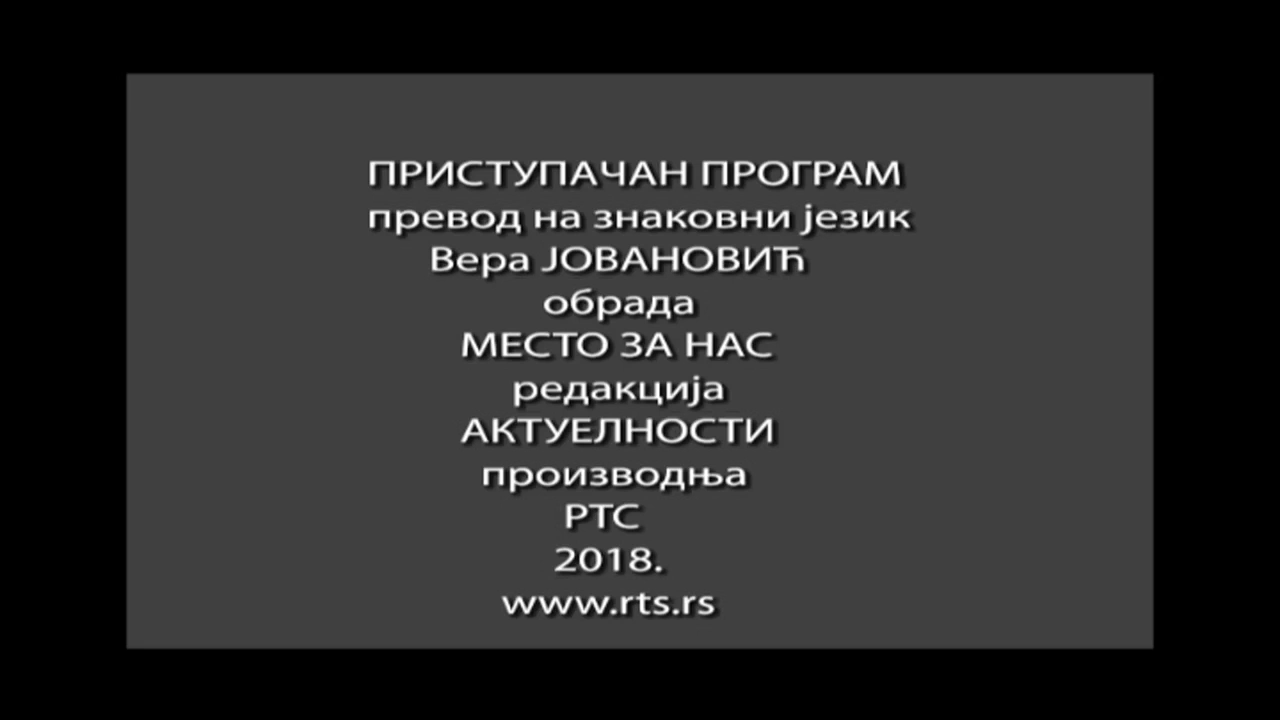 ПРИСТУПАЧАН ПРОГРАМ
превод на знаковни језик
Вера ЈОВАНОВИЋ
обрада
МЕСТО ЗА НАС
редакција
АКТУЕЛНОСТИ
производња
РТС
2018.
www.rts.rs